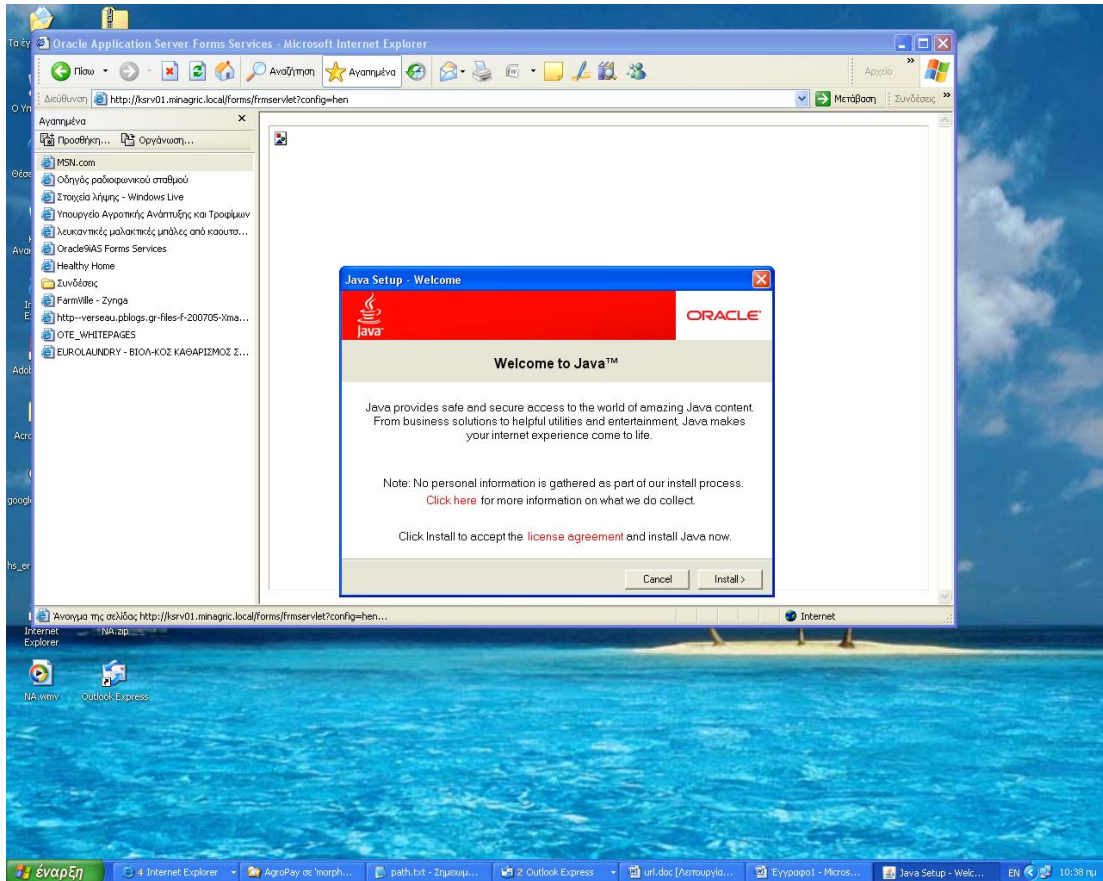 Oracle Application Server Forms Services - Microsoft Internet Explorer
Πίσω
Αναζήτηση
Αγαπημένα
Αρχείο
Διεύθυνση
http://ksrv01.minagric.local/forms/frmservlet?config=hen
Μετάβαση
Συνδέσεις
Αγαπημένα
Προσθήκη... Οργάνωση...
MSN.com
Οδηγός ραδιοφωνικού σταθμού
Στοιχεία λήψης - Windows Live
Υπουργείο Αγροτικής Ανάπτυξης και Τροφίμων
λευκαντικές μαλακτικές μπάλες από καουτσ...
Oracle9iAS Forms Services
Healthy Home
Συνδέσεις
FarmVille - Zynga
http--verseau.pblogs.gr-files-f-200705-Xma...
OTE_WHITEPAGES
EUROLAUNDRY - ΒΙΟΛ-ΚΟΣ ΚΑΘΑΡΙΣΜΟΣ Σ...
Java Setup - Welcome
Java
ORACLE
Welcome to Java™
Java provides safe and secure access to the world of amazing Java content.
From business solutions to helpful utilities and entertainment, Java makes
your internet experience come to life.
Note: No personal information is gathered as part of our install process.
Click here for more information on what we do collect.
Click Install to accept the license agreement and install Java now.
Cancel
Install >
Άνοιγμα της σελίδας http://ksrv01.minagric.local/forms/frmservlet?config=hen...
Internet
Internet Explorer
NA.zip
NA.wmv
Outlook Express
έναρξη
4 Internet Explorer
AgroPay σε 'morph...
path.txt - Σημειωμ...
2 Outlook Express
url.doc [Λειτουργία...
Έγγραφο1 - Micros...
Java Setup - Welc...
EN
10:38 πμ